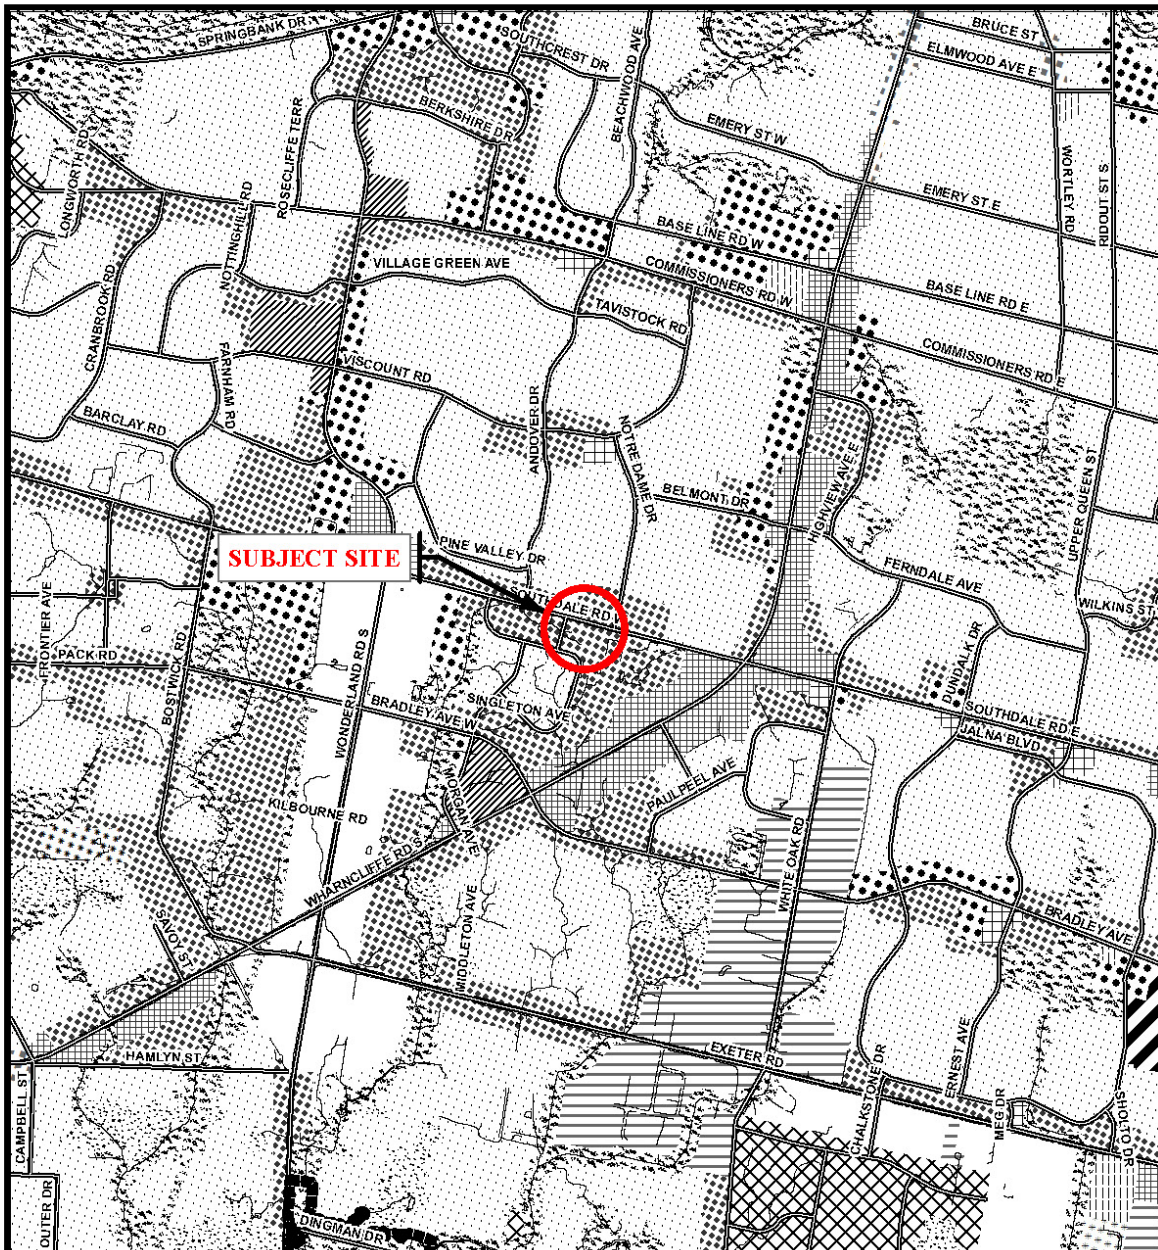 SPRINGBANK DR
SOUTHCREST DR
BEACHWOOD AVE
BRUCE ST
ELMWOOD AVE E
BERKSHIRE DR
EMERY ST W
LONGWORTH RD
ROSECLIFFE TERR
WORTLEY RD
RIDOUT ST S
EMERY ST E
NOTTINGHILL RD
BASE LINE RD W
VILLAGE GREEN AVE
COMMISSIONERS RD W
BASE LINE RD E
CRANBROOK RD
TAVISTOCK RD
FARNHAM RD
VISCOUNT RD
COMMISSIONERS RD E
BARCLAY RD
ANDOVER DR
NOTRE DAME DR
HIGHVIEW AVE E
UPPER QUEEN ST
BELMONT DR
PINE VALLEY DR
SUBJECT SITE
FERNDALE AVE
FRONTIER AVE
SOUTHDALE RD
WILKINS ST
PACK RD
BOSTWICK RD
WONDERLAND RD S
DUNDALK DR
BRADLEY AVE W
SINGLETON AVE
SOUTHDALE RD E
JALNA BLVD
PAUL PEEL AVE
MORGAN AVE
KILBOURNE RD
WHARNCLIFFE RD S
WHITE OAK RD
MIDDLETON AVE
SAVOY ST
BRADLEY AVE
EXETER RD
HAMLYN ST
CAMPBELL ST
CHALKSTONE DR
ERNEST AVE
MEG DR
SHOLTO DR
OUTER DR
DINGMAN DR